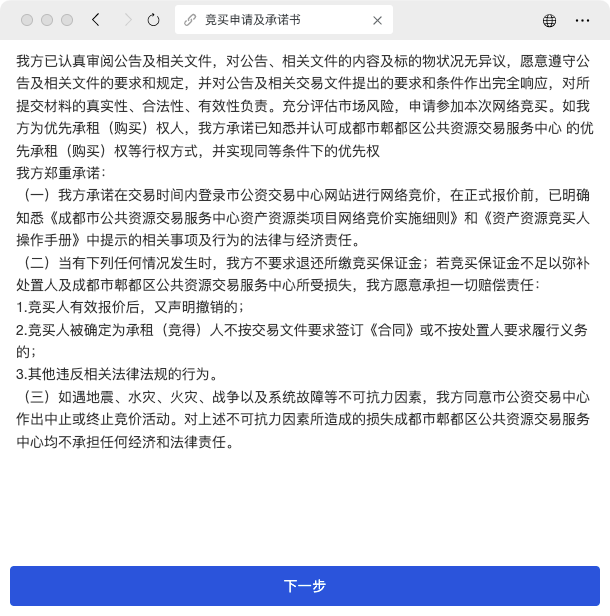 竞买申请及承诺书
我方已认真审阅公告及相关文件，对公告、相关文件的内容及标的物状况无异议，愿意遵守公
告及相关文件的要求和规定，并对公告及相关交易文件提出的要求和条件作出完全响应，对所
提交材料的真实性、合法性、有效性负责。充分评估市场风险，申请参加本次网络竞买。如我
方为优先承租（购买）权人，我方承诺已知悉并认可成都市郫都区公共资源交易服务中心 的优
先承租（购买）权等行权方式，并实现同等条件下的优先权
我方郑重承诺：
（一）我方承诺在交易时间内登录市公资交易中心网站进行网络竞价，在正式报价前，已明确
知悉《成都市公共资源交易服务中心资产资源类项目网络竞价实施细则》和《资产资源竞买人
操作手册》中提示的相关事项及行为的法律与经济责任。
（二）当有下列任何情况发生时，我方不要求退还所缴竞买保证金；若竞买保证金不足以弥补
处置人及成都市郫都区公共资源交易服务中心所受损失，我方愿意承担一切赔偿责任：
1.竞买人有效报价后，又声明撤销的；
2.竞买人被确定为承租（竞得）人不按交易文件要求签订《合同》或不按处置人要求履行义务
的；
3.其他违反相关法律法规的行为。
（三）如遇地震、水灾、火灾、战争以及系统故障等不可抗力因素，我方同意市公资交易中心
作出中止或终止竞价活动。对上述不可抗力因素所造成的损失成都市郫都区公共资源交易服务
中心均不承担任何经济和法律责任。
下一步